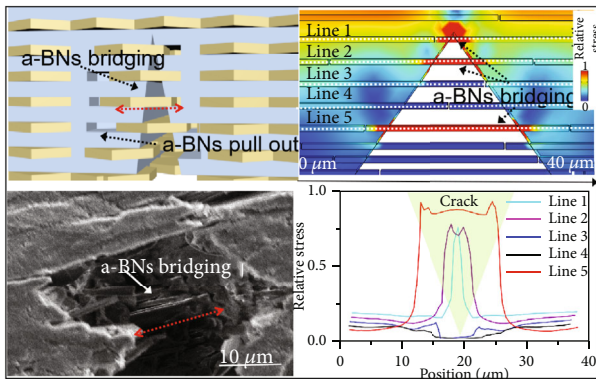 a-BNs bridging
a-BNs pull out
Line 1
Line 2
Line 3
Line 4
Line 5
a-BNs bridging
0 μm
40 μm
Relative
stress
1
0
a-BNs bridging
10 μm
Relative stress
1.0
0.5
0.0
Crack
Line 1
Line 2
Line 3
Line 4
Line 5
0
10
20
30
40
Position (μm)